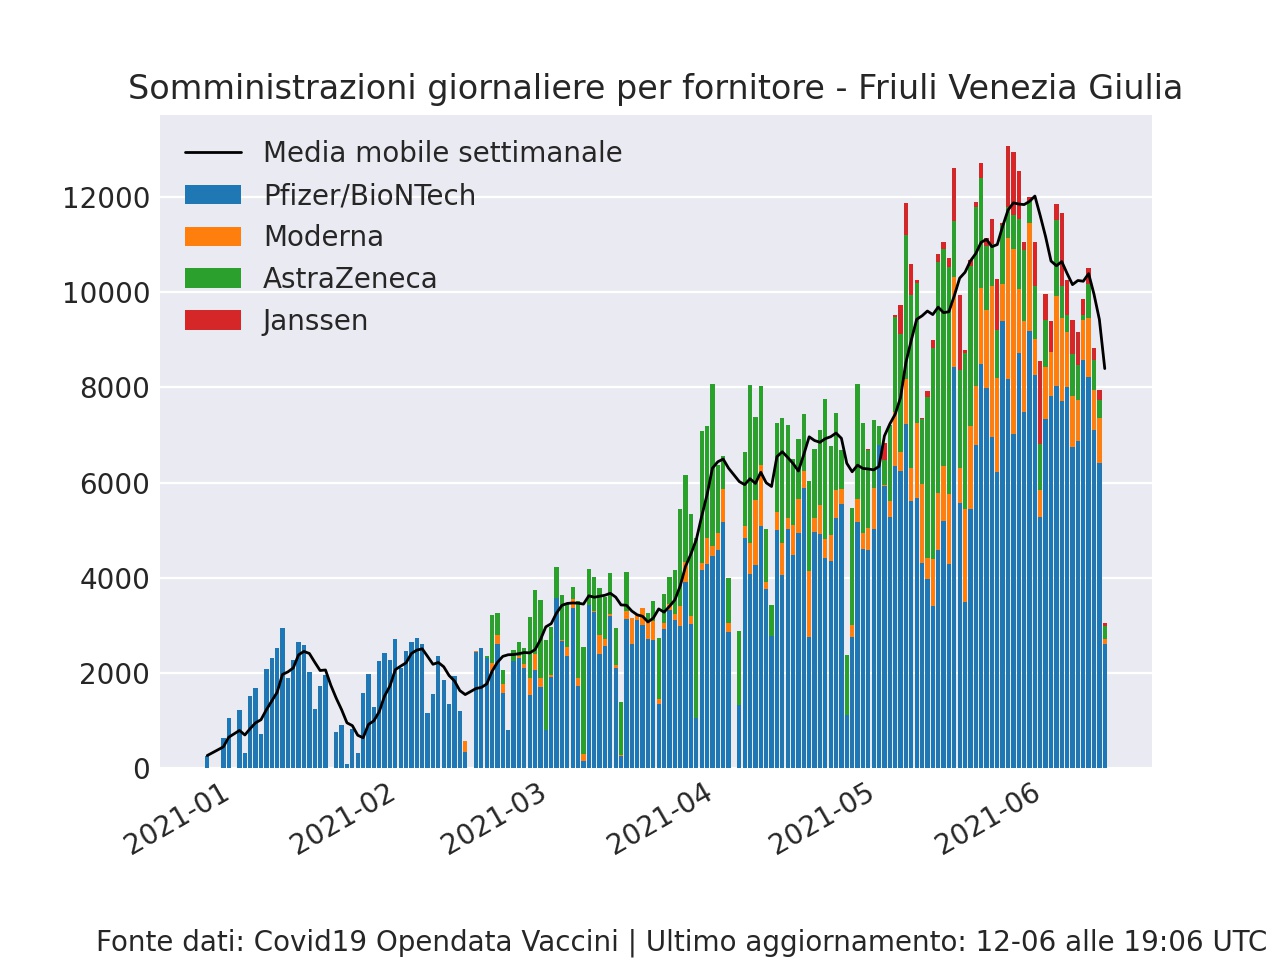 Somministrazioni giornaliere per fornitore - Friuli Venezia Giulia
Media mobile settimanale
Pfizer/BioNTech
Moderna
AstraZeneca
Janssen
12000
10000
8000
6000
4000
2000
0
2021-01
2021-02
2021-03
2021-04
2021-05
2021-06
Fonte dati: Covid19 Opendata Vaccini | Ultimo aggiornamento: 12-06 alle 19:06 UTC